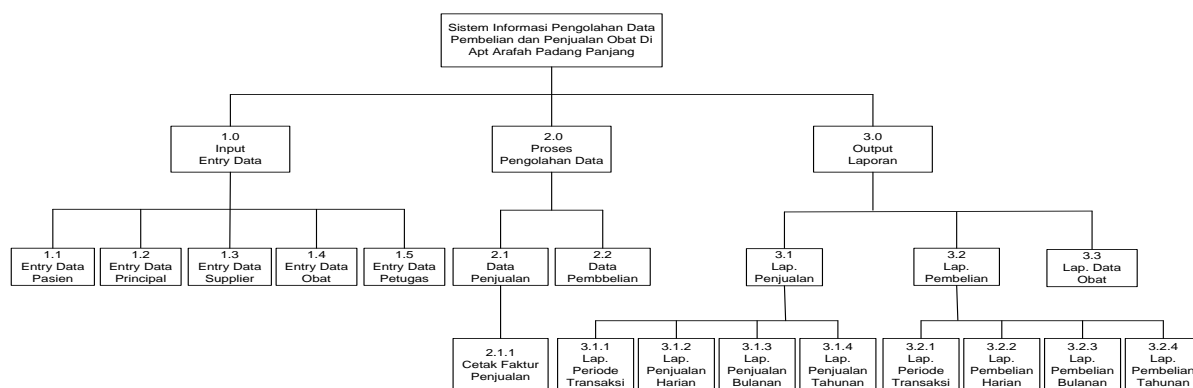 Sistem Informasi Pengolahan Data
Pembelian dan Penjualan Obat Di
Apt Arafah Padang Panjang
1.0
Input
Entry Data
2.0
Proses
Pengolahan Data
3.0
Output
Laporan
1.1
Entry Data
Pasien
1.2
Entry Data
Principal
1.3
Entry Data
Supplier
1.4
Entry Data
Obat
1.5
Entry Data
Petugas
2.1
Data
Penjualan
2.2
Data
Pembbelian
3.1
Lap.
Penjualan
3.2
Lap.
Pembelian
3.3
Lap. Data
Obat
2.1.1
Cetak Faktur
Penjualan
3.1.1
Lap.
Periode
Transaksi
3.1.2
Lap.
Penjualan
Harian
3.1.3
Lap.
Penjualan
Bulanan
3.1.4
Lap.
Penjualan
Tahunan
3.2.1
Lap.
Periode
Transaksi
3.2.2
Lap.
Pembelian
Harian
3.2.3
Lap.
Pembelian
Bulanan
3.2.4
Lap.
Pembelian
Tahunan